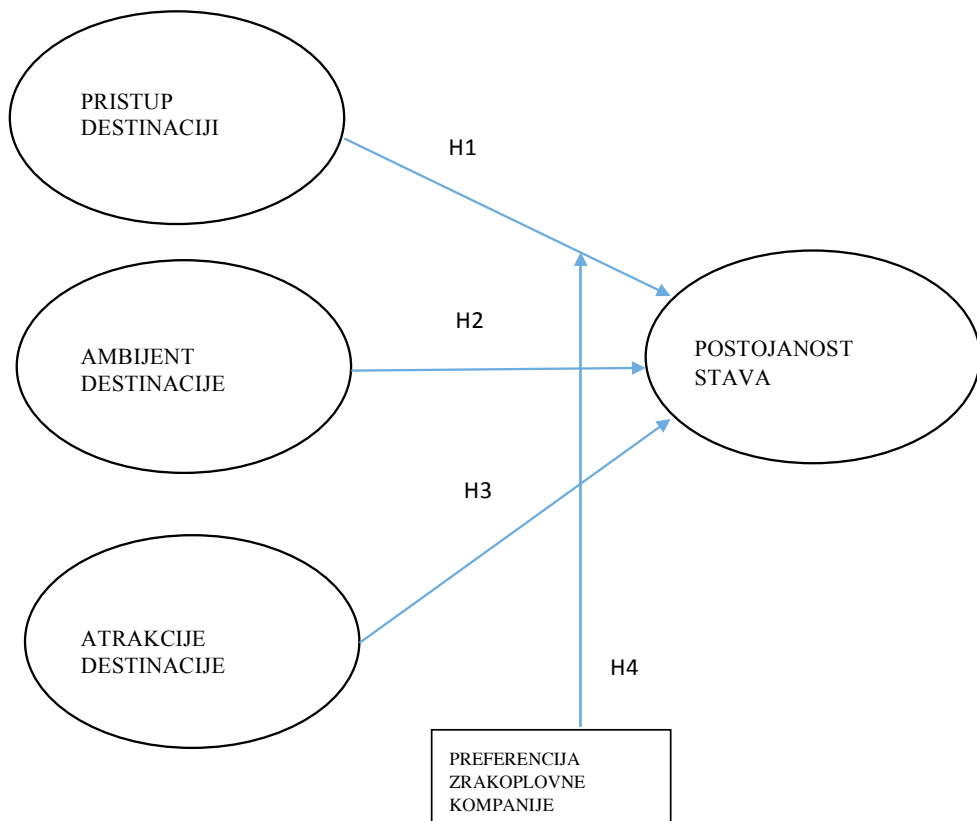 PRISTUP
DESTINACIJI
H1
H2
AMBIJENT
DESTINACIJE
POSTOJANOST
STAVA
H3
ATRAKCIJE
DESTINACIJE
H4
PREFERENCIJA
ZRAKOPLOVNE
KOMPANIJE